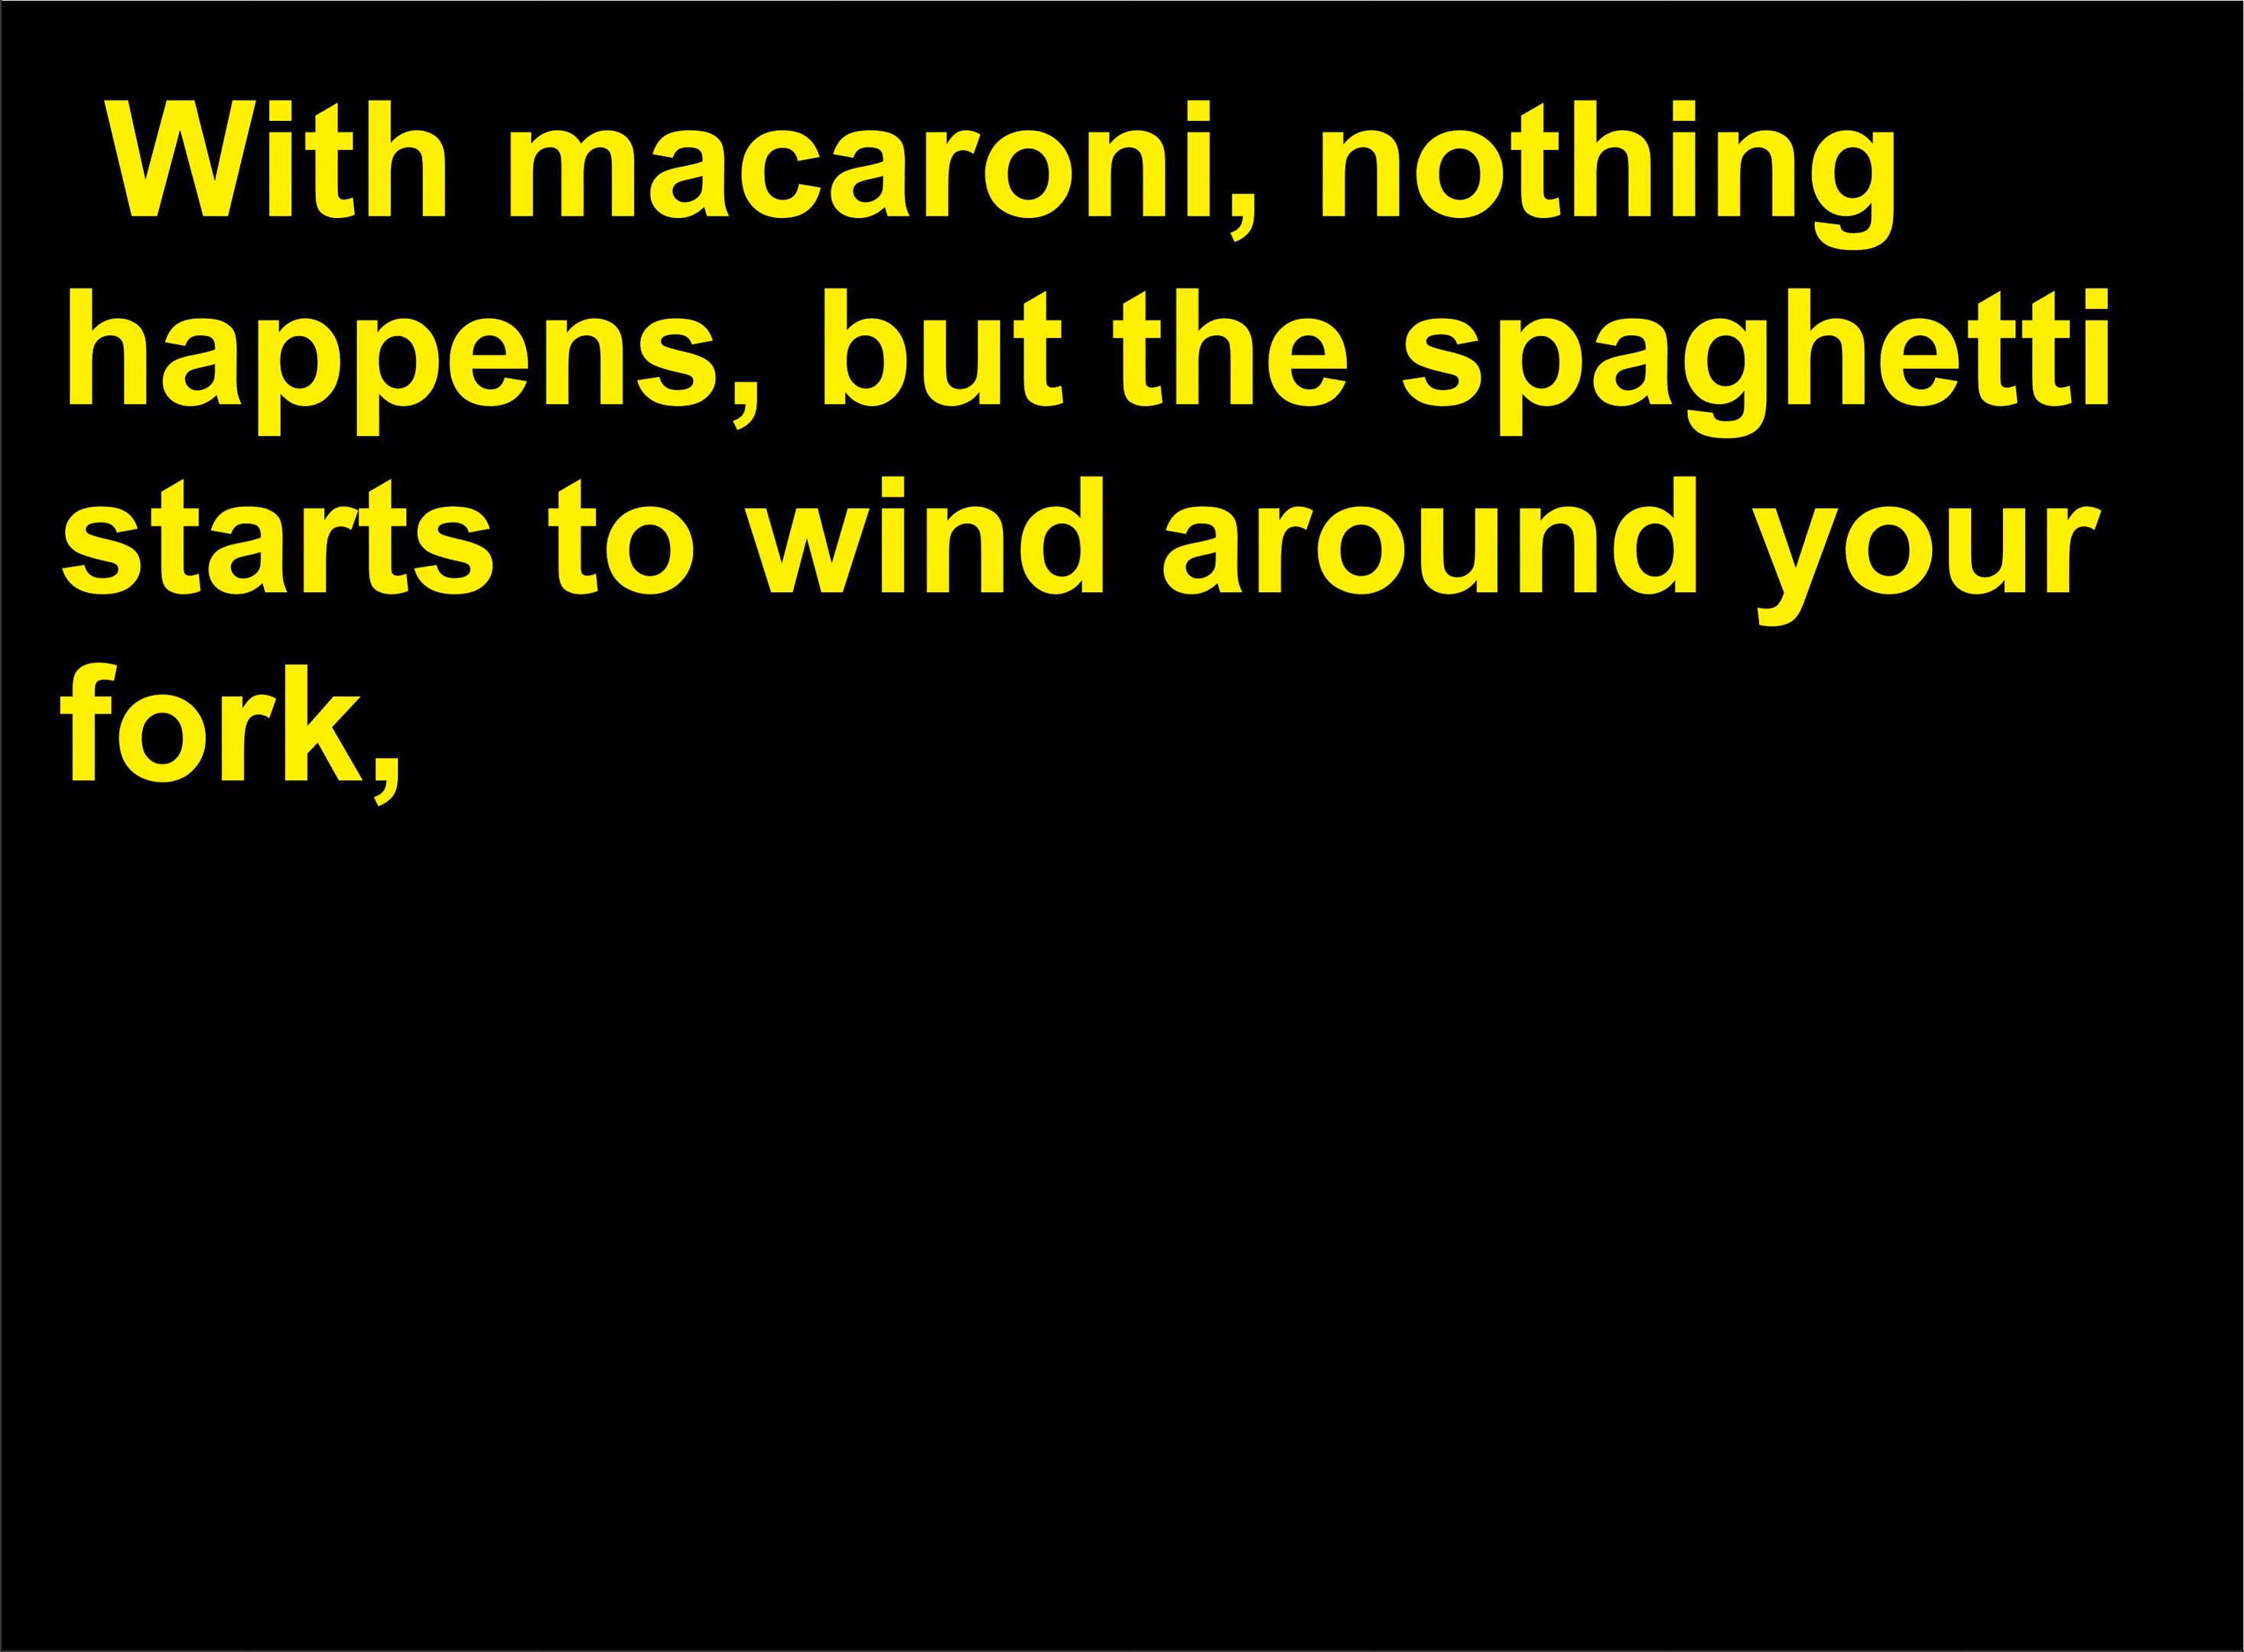 With macaroni, nothing
happens, but the spaghetti
starts to wind around your
fork,